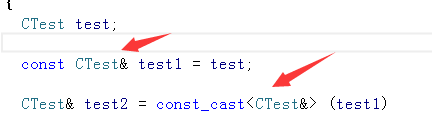 {
CTest test;
const CTest& test1 = test;
CTest& test2 = const_cast<CTest&> (test1)